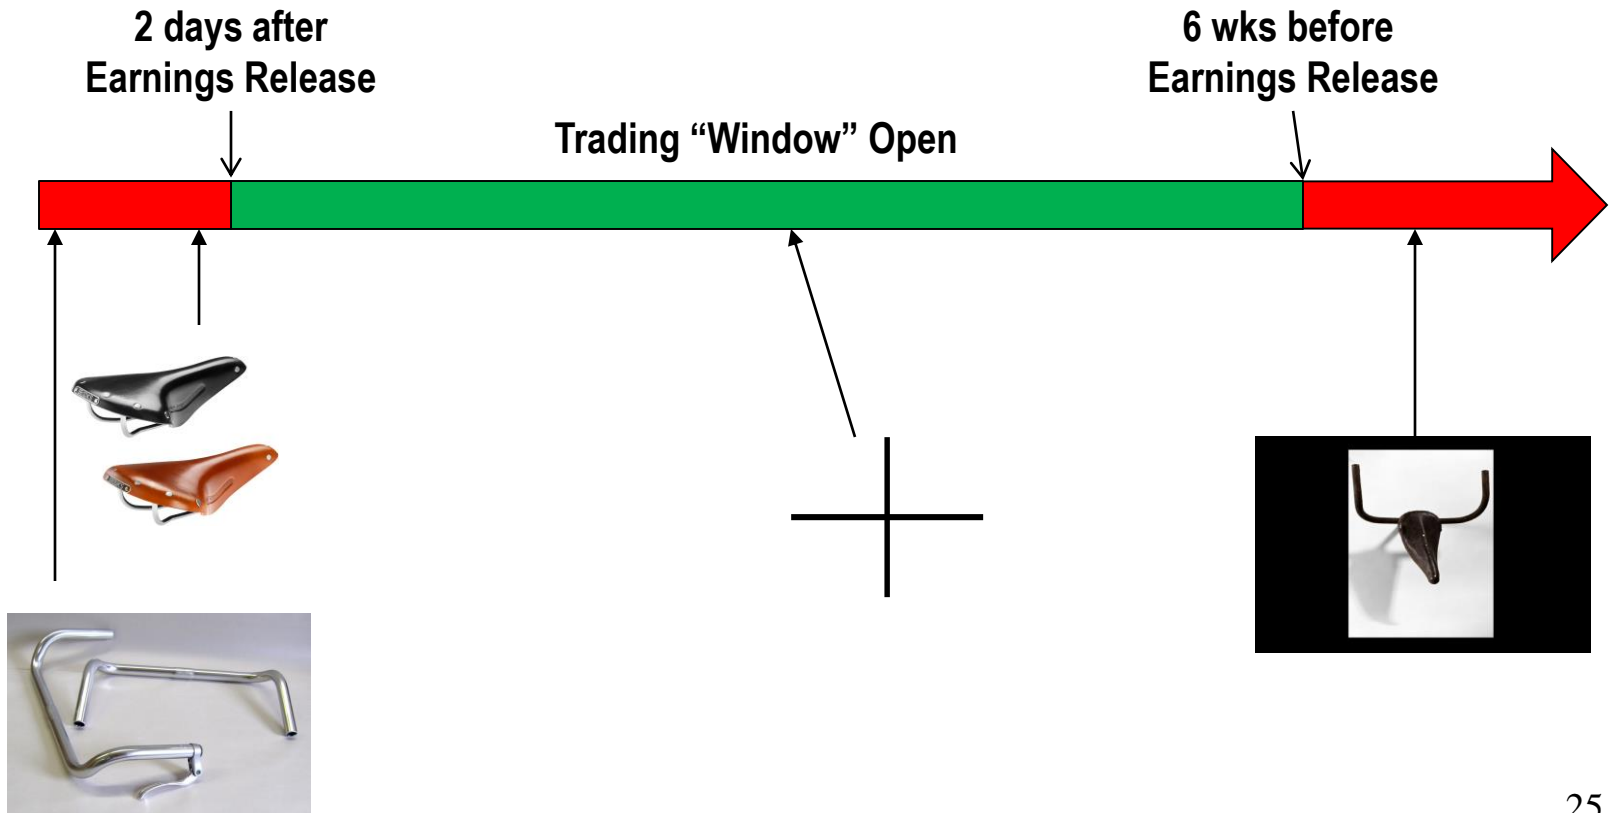 2 days after
Earnings Release
6 wks before
Earnings Release
Trading “Window” Open
25